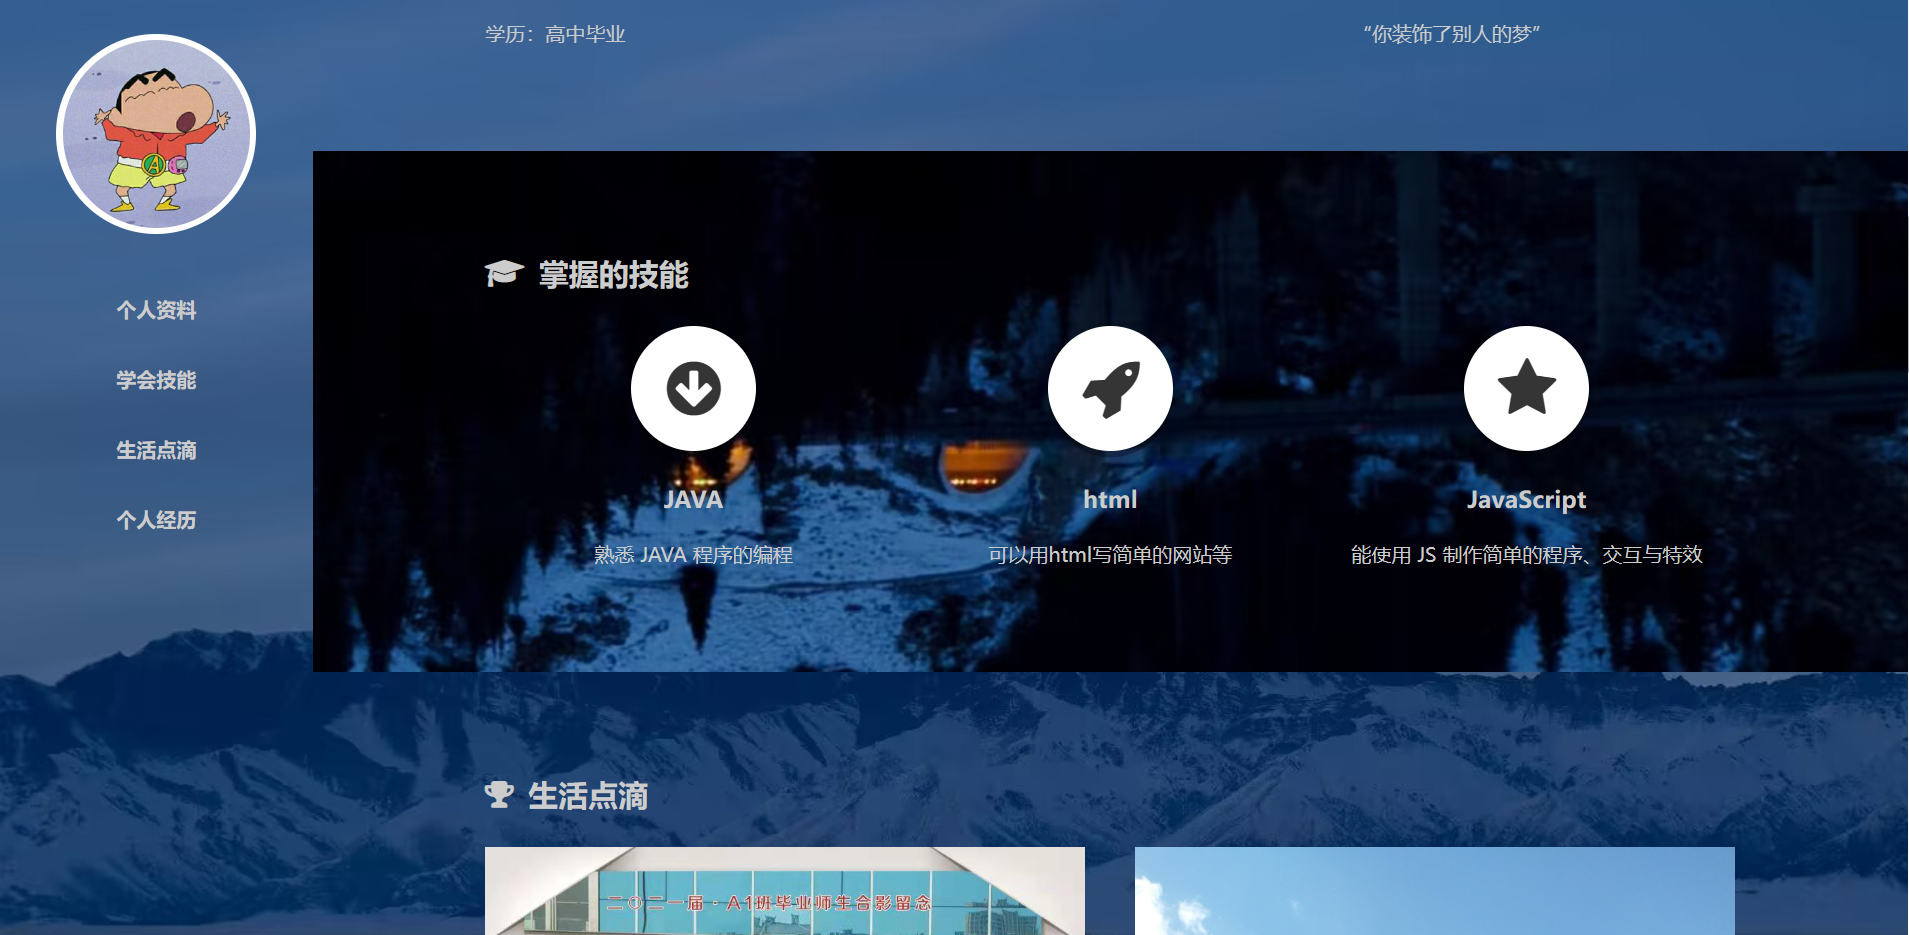 学历：高中毕业
“你装饰了别人的梦”
个人资料
学会技能
生活点滴
个人经历
掌握的技能
JAVA
熟悉 JAVA 程序的编程
html
可以用html写简单的网站等
JavaScript
能使用 JS 制作简单的程序、交互与特效
生活点滴
二〇二一届·A1班毕业师生合影留念